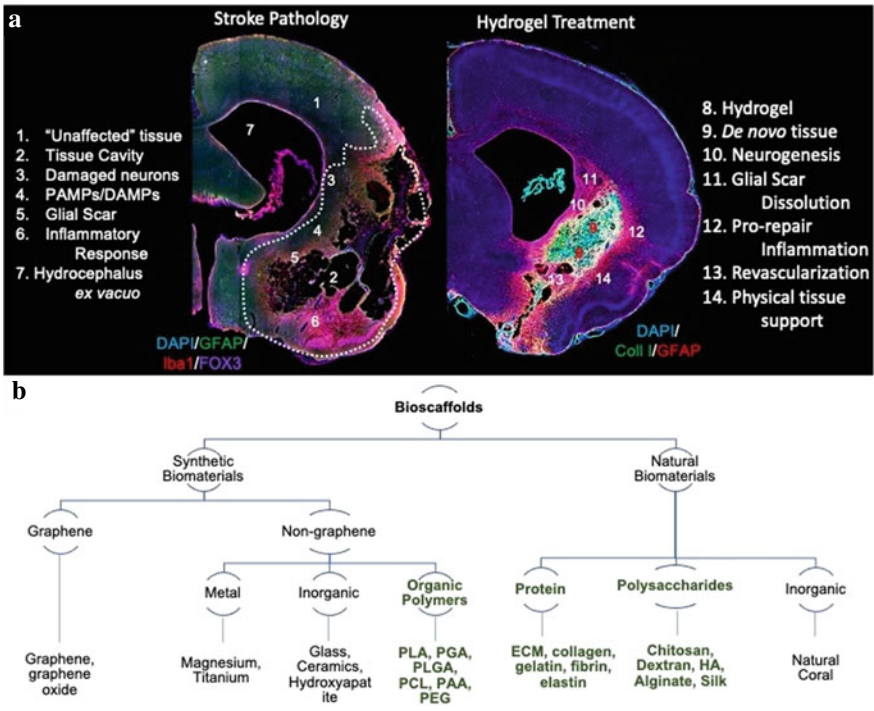 a
Stroke Pathology
Hydrogel Treatment
1. "Unaffected" tissue
2. Tissue Cavity
3. Damaged neurons
4. PAMPs/DAMPs
5. Glial Scar
6. Inflammatory
Response
7. Hydrocephalus
ex vacuo
1
7
3
4
5
2
6
DAPI/GFAP/
Iba1/FOX3
11
10
9
8
12
13
14
DAPI/
Coll I/GFAP
8. Hydrogel
9. De novo tissue
10. Neurogenesis
11. Glial Scar
Dissolution
12. Pro-repair
Inflammation
13. Revascularization
14. Physical tissue
support
b
Bioscaffolds
Synthetic
Biomaterials
Natural
Biomaterials
Graphene
Non-graphene
Metal
Inorganic
Organic
Polymers
Protein
Polysaccharides
Inorganic
Graphene,
graphene
oxide
Magnesium,
Titanium
Glass,
Ceramics,
Hydroxyapat
ite
PLA, PGA,
PLGA,
PCL, PAA,
PEG
ECM, collagen,
gelatin, fibrin,
elastin
Chitosan,
Dextran, HA,
Alginate, Silk
Natural
Coral